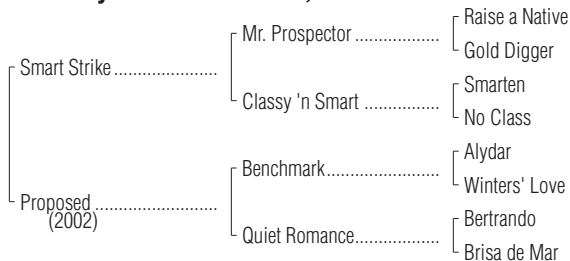 Raise a Native
Mr. Prospector
Gold Digger
Smart Strike
Smarten
Classy 'n Smart
No Class
Alydar
Benchmark
Winters' Love
Proposed
(2002)
Bertrando
Quiet Romance
Brisa de Mar